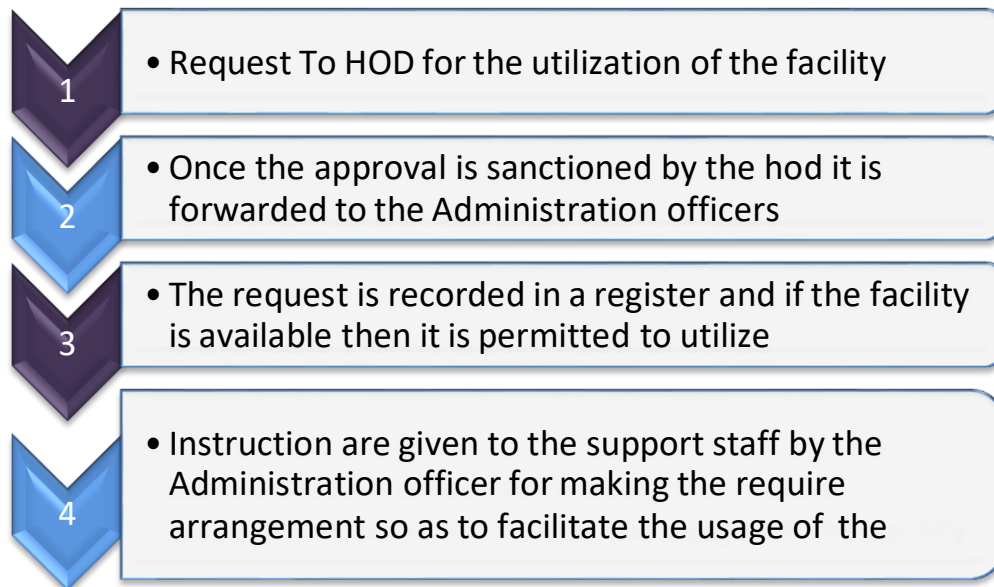 1
• Request To HOD for the utilization of the facility
2
• Once the approval is sanctioned by the hod it is
forwarded to the Administration officers
3
• The request is recorded in a register and if the facility
is available then it is permitted to utilize
4
• Instruction are given to the support staff by the
Administration officer for making the require
arrangement so as to facilitate the usage of the